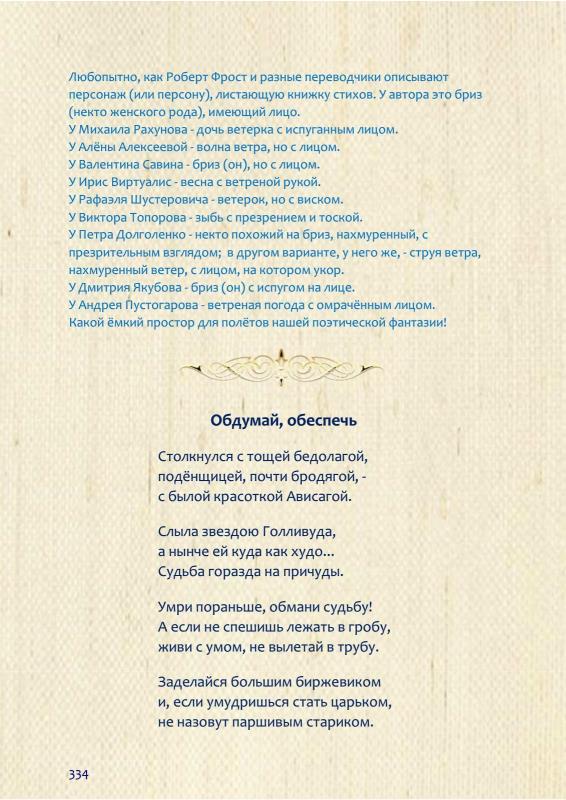 Любопытно, как Роберт Фрост и разные переводчики описывают
персонаж (или персону), листающую книжку стихов. У автора это бриз
(некто женского рода), имеющий лицо.
У Михаила Рахунова - дочь ветерка с испуганным лицом.
У Алёны Алексеевой - волна ветра, но с лицом.
У Валентина Савина - бриз (он), но с лицом.
У Ирис Виртуалис - весна с ветреной рукой.
У Рафаэля Шустеровича - ветерок, но с виском.
У Виктора Топорова - зыбь с презрением и тоской.
У Петра Долголенко - некто похожий на бриз, нахмуренный, с
презрительным взглядом;  в другом варианте, у него же, - струя ветра,
нахмуренный ветер, с лицом, на котором укор.
У Дмитрия Якубова - бриз (он) с испугом на лице.
У Андрея Пустогарова - ветреная погода с омрачённым лицом.
Какой ёмкий простор для полётов нашей поэтической фантазии!
Обдумай, обеспечь
Столкнулся с тощей бедолагой,
подёнщицей, почти бродягой, -
с былой красоткой Ависагой.
Слыла звездою Голливуда,
а нынче ей куда как худо...
Судьба горазда на причуды.
Умри пораньше, обмани судьбу!
А если не спешишь лежать в гробу,
живи с умом, не вылетай в трубу.
Заделайся большим биржевиком
и, если умудришься стать царьком,
не назовут паршивым стариком.
334